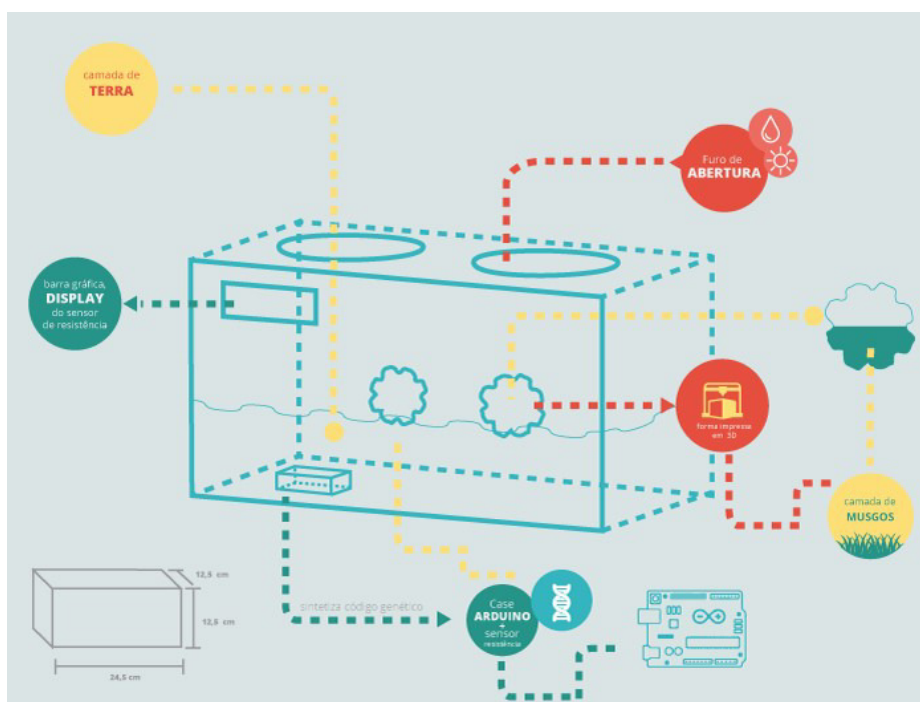 camada de
TERRA
Furo de
ABERTURA
barra gráfica,
DISPLAY
do sensor
de resistência
forma impressa
em 3D
camada de
MUSGOS
12,5 cm
12,5 cm
24,5 cm
sintetiza código genético
Case
ARDUINO
+
sensor
resistência